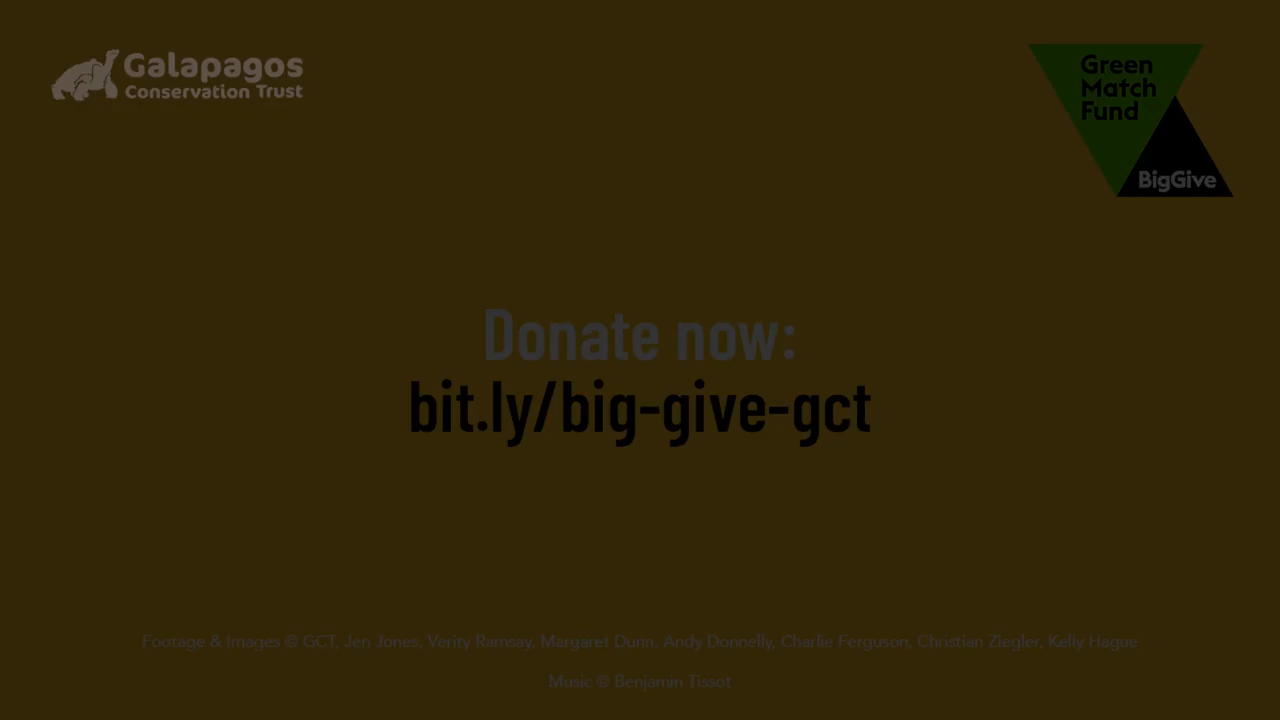 Galapagos
Conservation Trust
Green
Match
Fund
BigGive
Donate now:
bit.ly/big-give-gct
Footage & Images © GCT, Jen Jones, Verity Ramsay, Margaret Dunn, Andy Donnelly, Charlie Ferguson, Christian Ziegler, Kelly Hague
Music © Benjamin Tissot